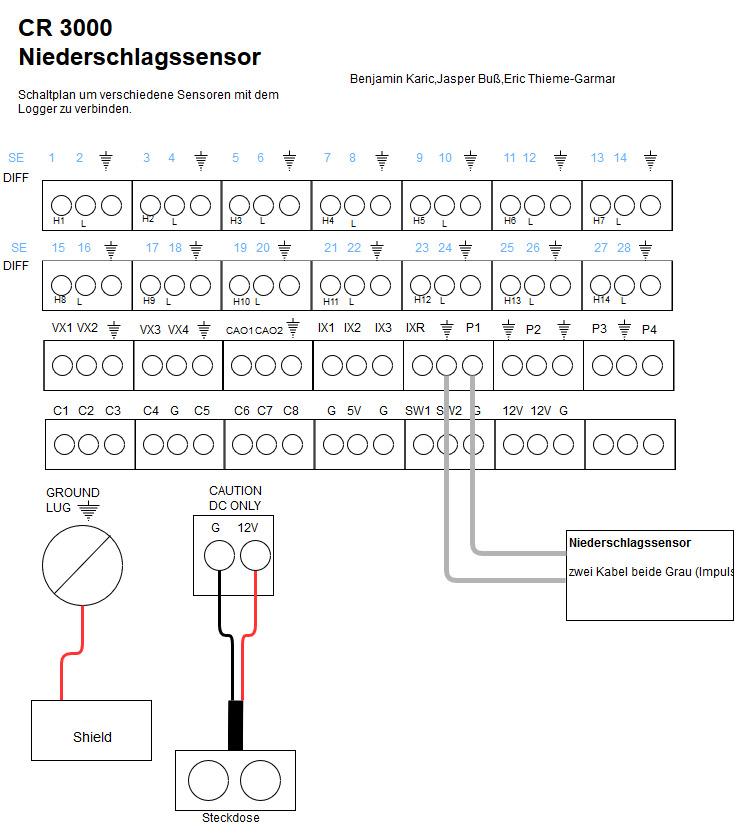 CR 3000
Niederschlagssensor
Benjamin Karic,Jasper Buß,Eric Thieme-Garmar
Schaltplan um verschiedene Sensoren mit dem
Logger zu verbinden.
SE 1 2 3 4 5 6 7 8 9 10 11 12 13 14
DIFF
H1 L H2 L H3 L H4 L H5 L H6 L H7 L
SE 15 16 17 18 19 20 21 22 23 24 25 26 27 28
DIFF
H8 L H9 L H10 L H11 L H12 L H13 L H14 L
VX1 VX2 VX3 VX4 CAO1 CAO2 IX1 IX2 IX3 IXR P1 P2 P3 P4
C1 C2 C3 C4 G C5 C6 C7 C8 G 5V G SW1 SW2 G 12V 12V G
GROUND
LUG
CAUTION
DC ONLY
G 12V
Niederschlagssensor
zwei Kabel beide Grau (Impuls
Shield
Steckdose